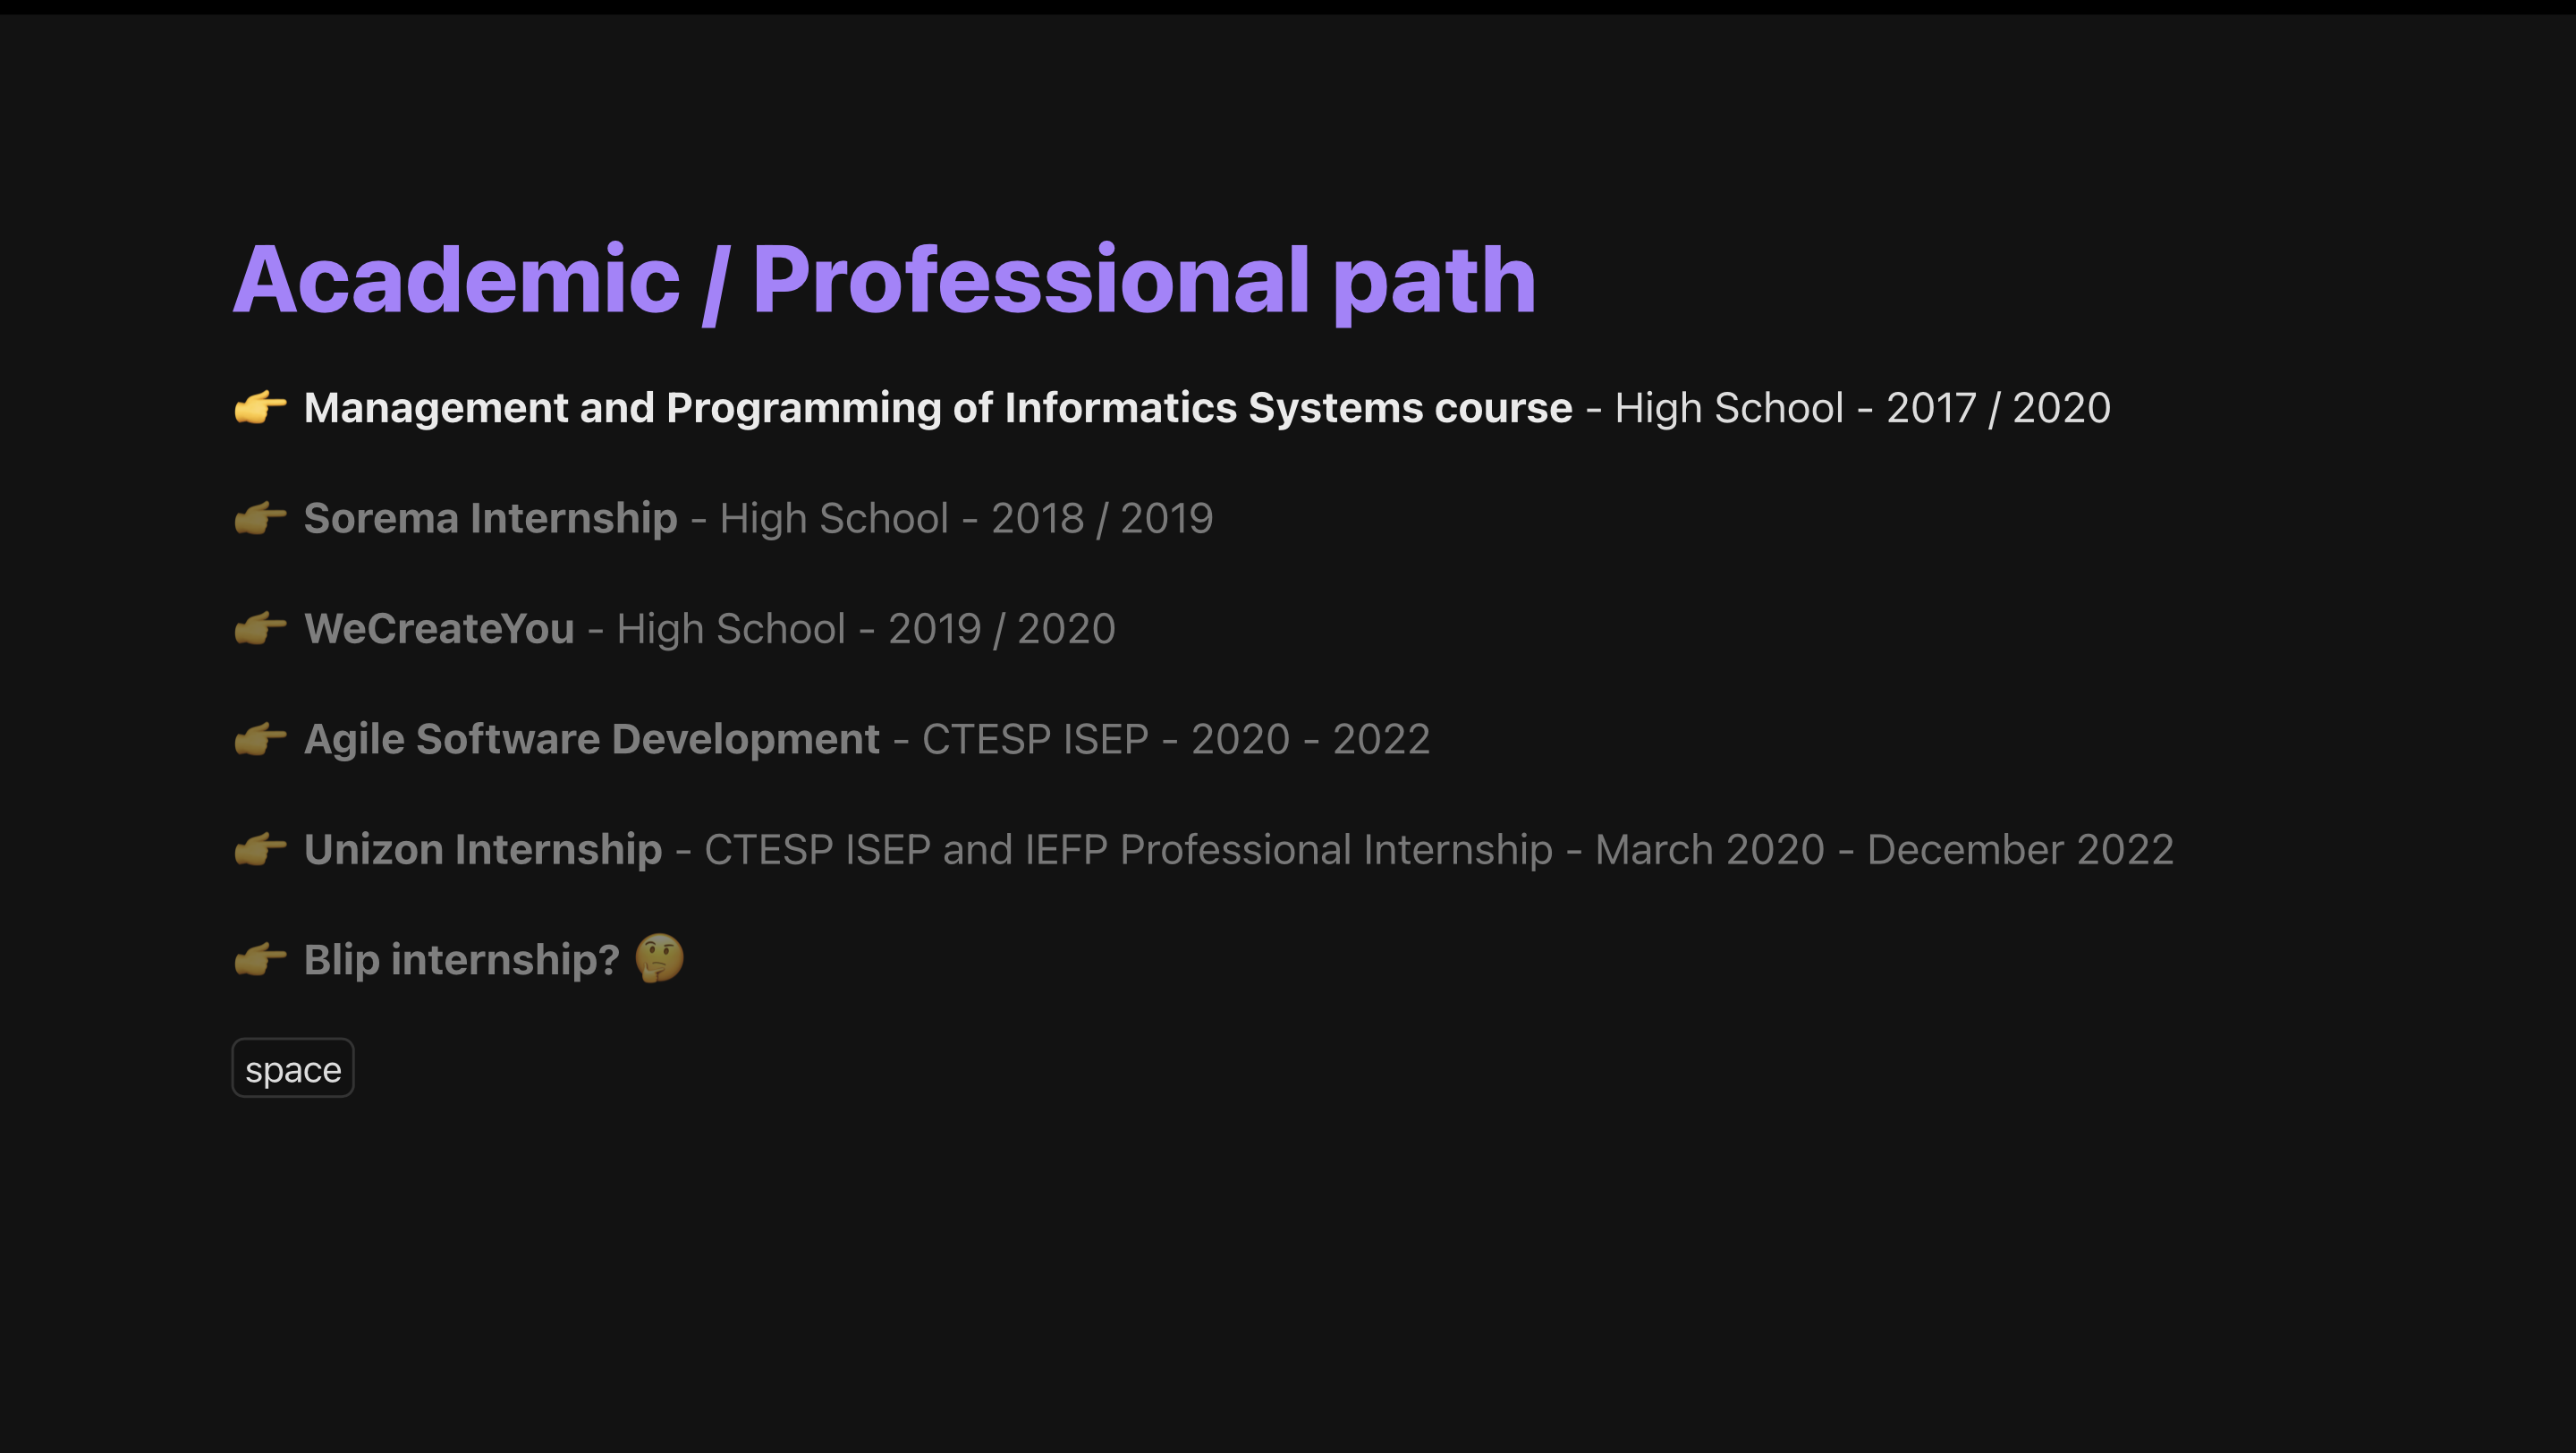 Academic / Professional path
👉 Management and Programming of Informatics Systems course - High School - 2017 / 2020
👉 Sorema Internship - High School - 2018 / 2019
👉 WeCreateYou - High School - 2019 / 2020
👉 Agile Software Development - CTESP ISEP - 2020 - 2022
👉 Unizon Internship - CTESP ISEP and IEFP Professional Internship - March 2020 - December 2022
👉 Blip internship? 🤔
space